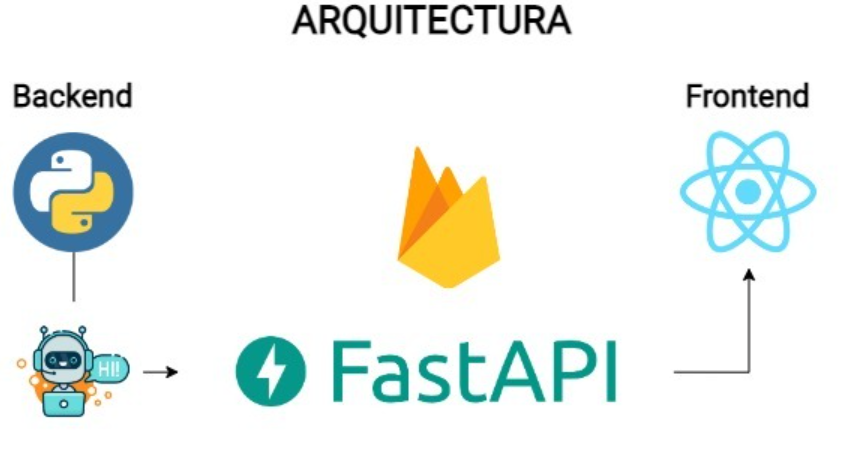 ARQUITECTURA
Backend
Frontend
HI!
FastAPI